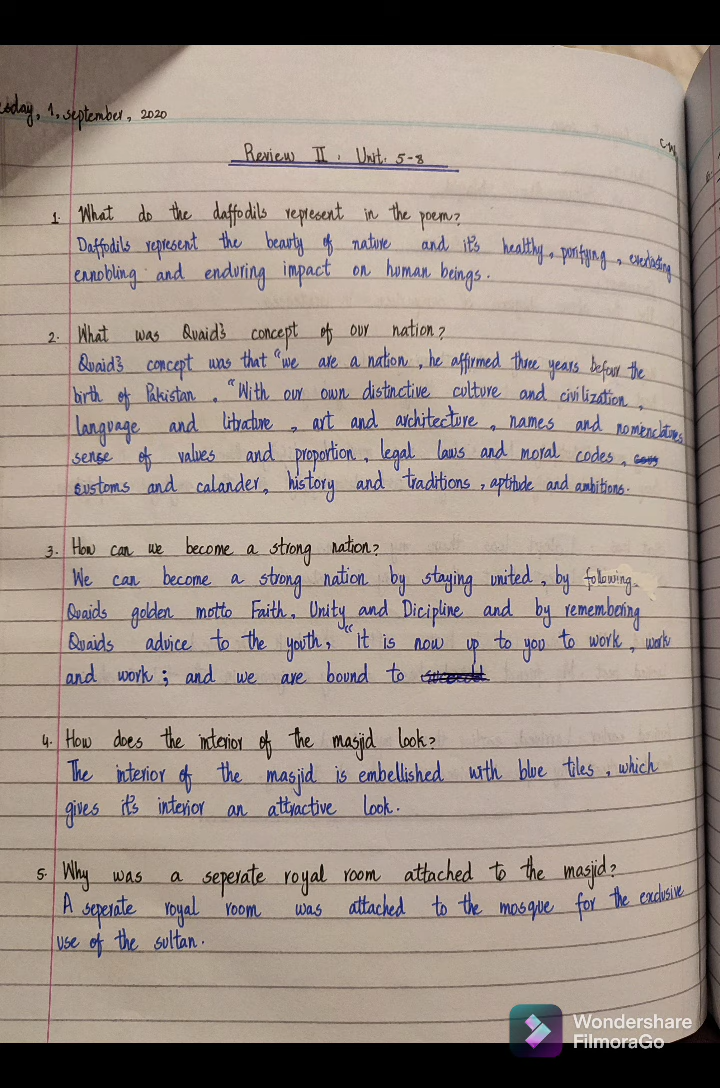 sday, 1, september, 2020
Review II. Unit: 5-8
1. What do the daffodils represent in the poem?
Daffodils represent the beauty of nature and it's healthy, purifying, everlasting
ennobling and enduring impact on human beings.
2. What was Quaid's concept of our nation?
Quaid's concept was that "we are a nation, he affirmed three years befour the
birth of Pakistan. "With our own distinctive culture and civilization,
language and litrature, art and architecture, names and nomenclatures
sense of values and proportion, legal laws and moral codes,
customs and calander, history and traditions, aptitude and ambitions.
3. How can we become a strong nation?
We can become a strong nation by staying united, by following
Quaids golden motto Faith, Unity and Dicipline and by remembering
Quaids advice to the youth, "it is now up to you to work, work
and work; and we are bound to
4. How does the interior of the masjid look?
The interior of the masjid is embellished with blue tiles, which
gives it's interior an attractive look.
5. Why was a seperate royal room attached to the masjid?
A seperate royal room was attached to the mosque for the exclusive
use of the sultan.
Wondershare
FilmoraGo